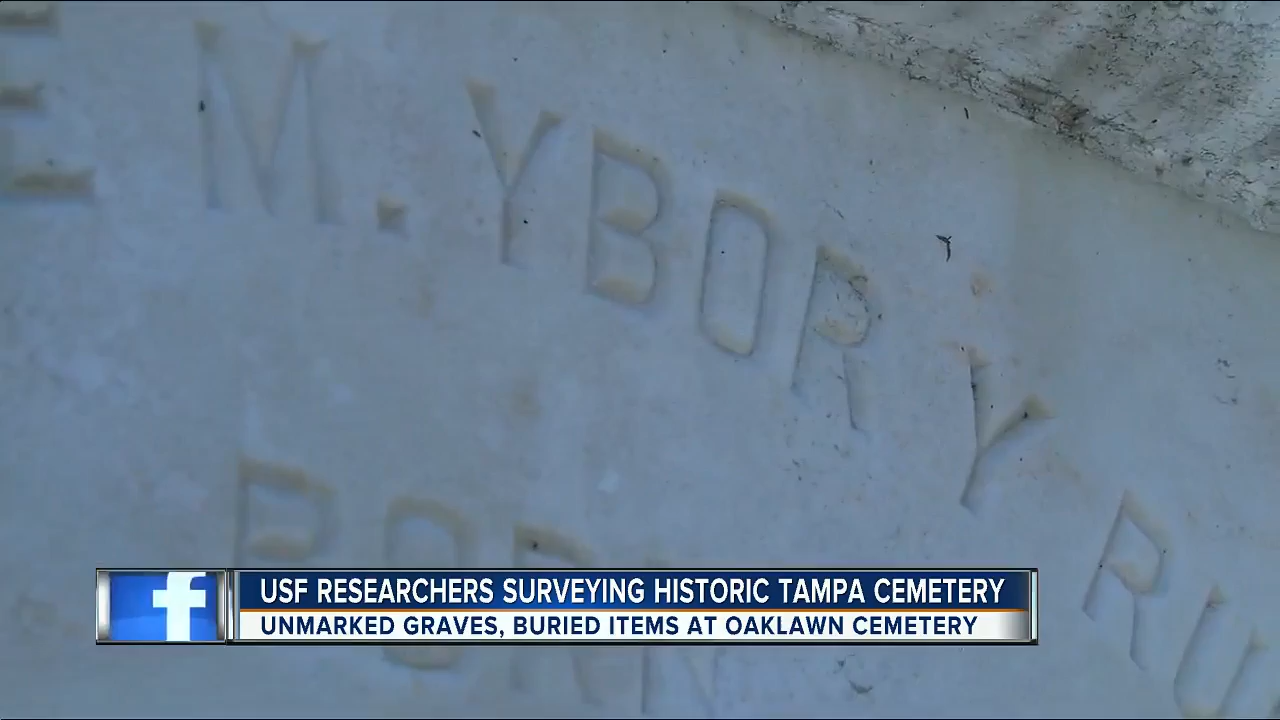 E M. YBOR Y RU
BORN
USF RESEARCHERS SURVEYING HISTORIC TAMPA CEMETERY
UNMARKED GRAVES, BURIED ITEMS AT OAKLAWN CEMETERY